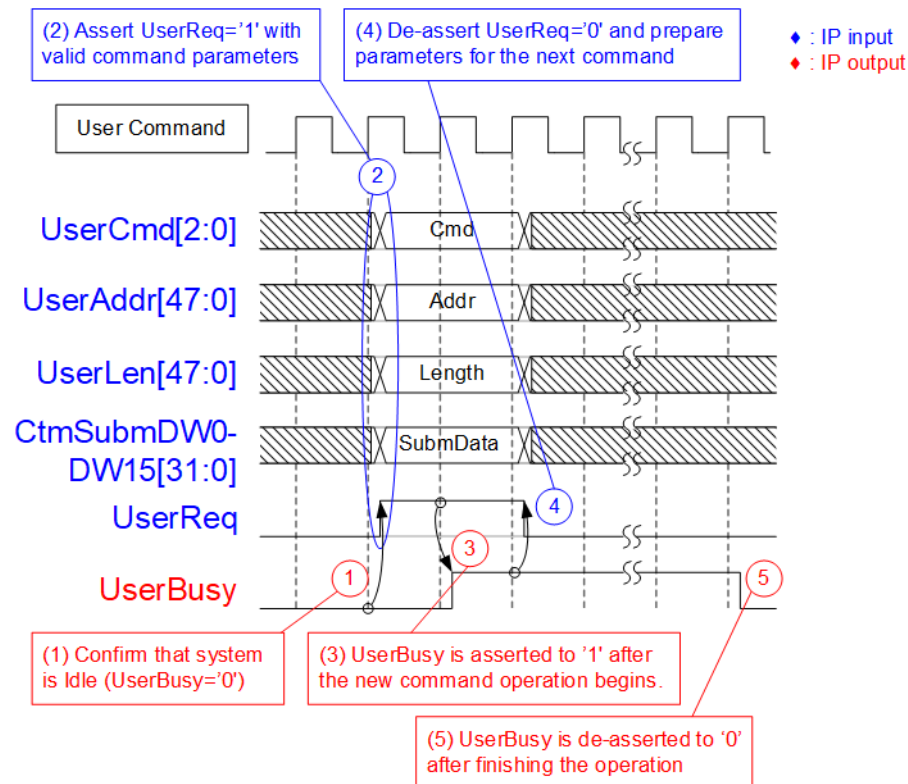 (2) Assert UserReq='1' with
valid command parameters
(4) De-assert UserReq='0' and prepare
parameters for the next command
♦ : IP input
♦ : IP output
User Command
2
UserCmd[2:0]
Cmd
UserAddr[47:0]
Addr
UserLen[47:0]
Length
CtmSubmDW0-
DW15[31:0]
SubmData
UserReq
4
3
UserBusy
1
5
(1) Confirm that system
is Idle (UserBusy='0')
(3) UserBusy is asserted to '1' after
the new command operation begins.
(5) UserBusy is de-asserted to ‘0’
after finishing the operation